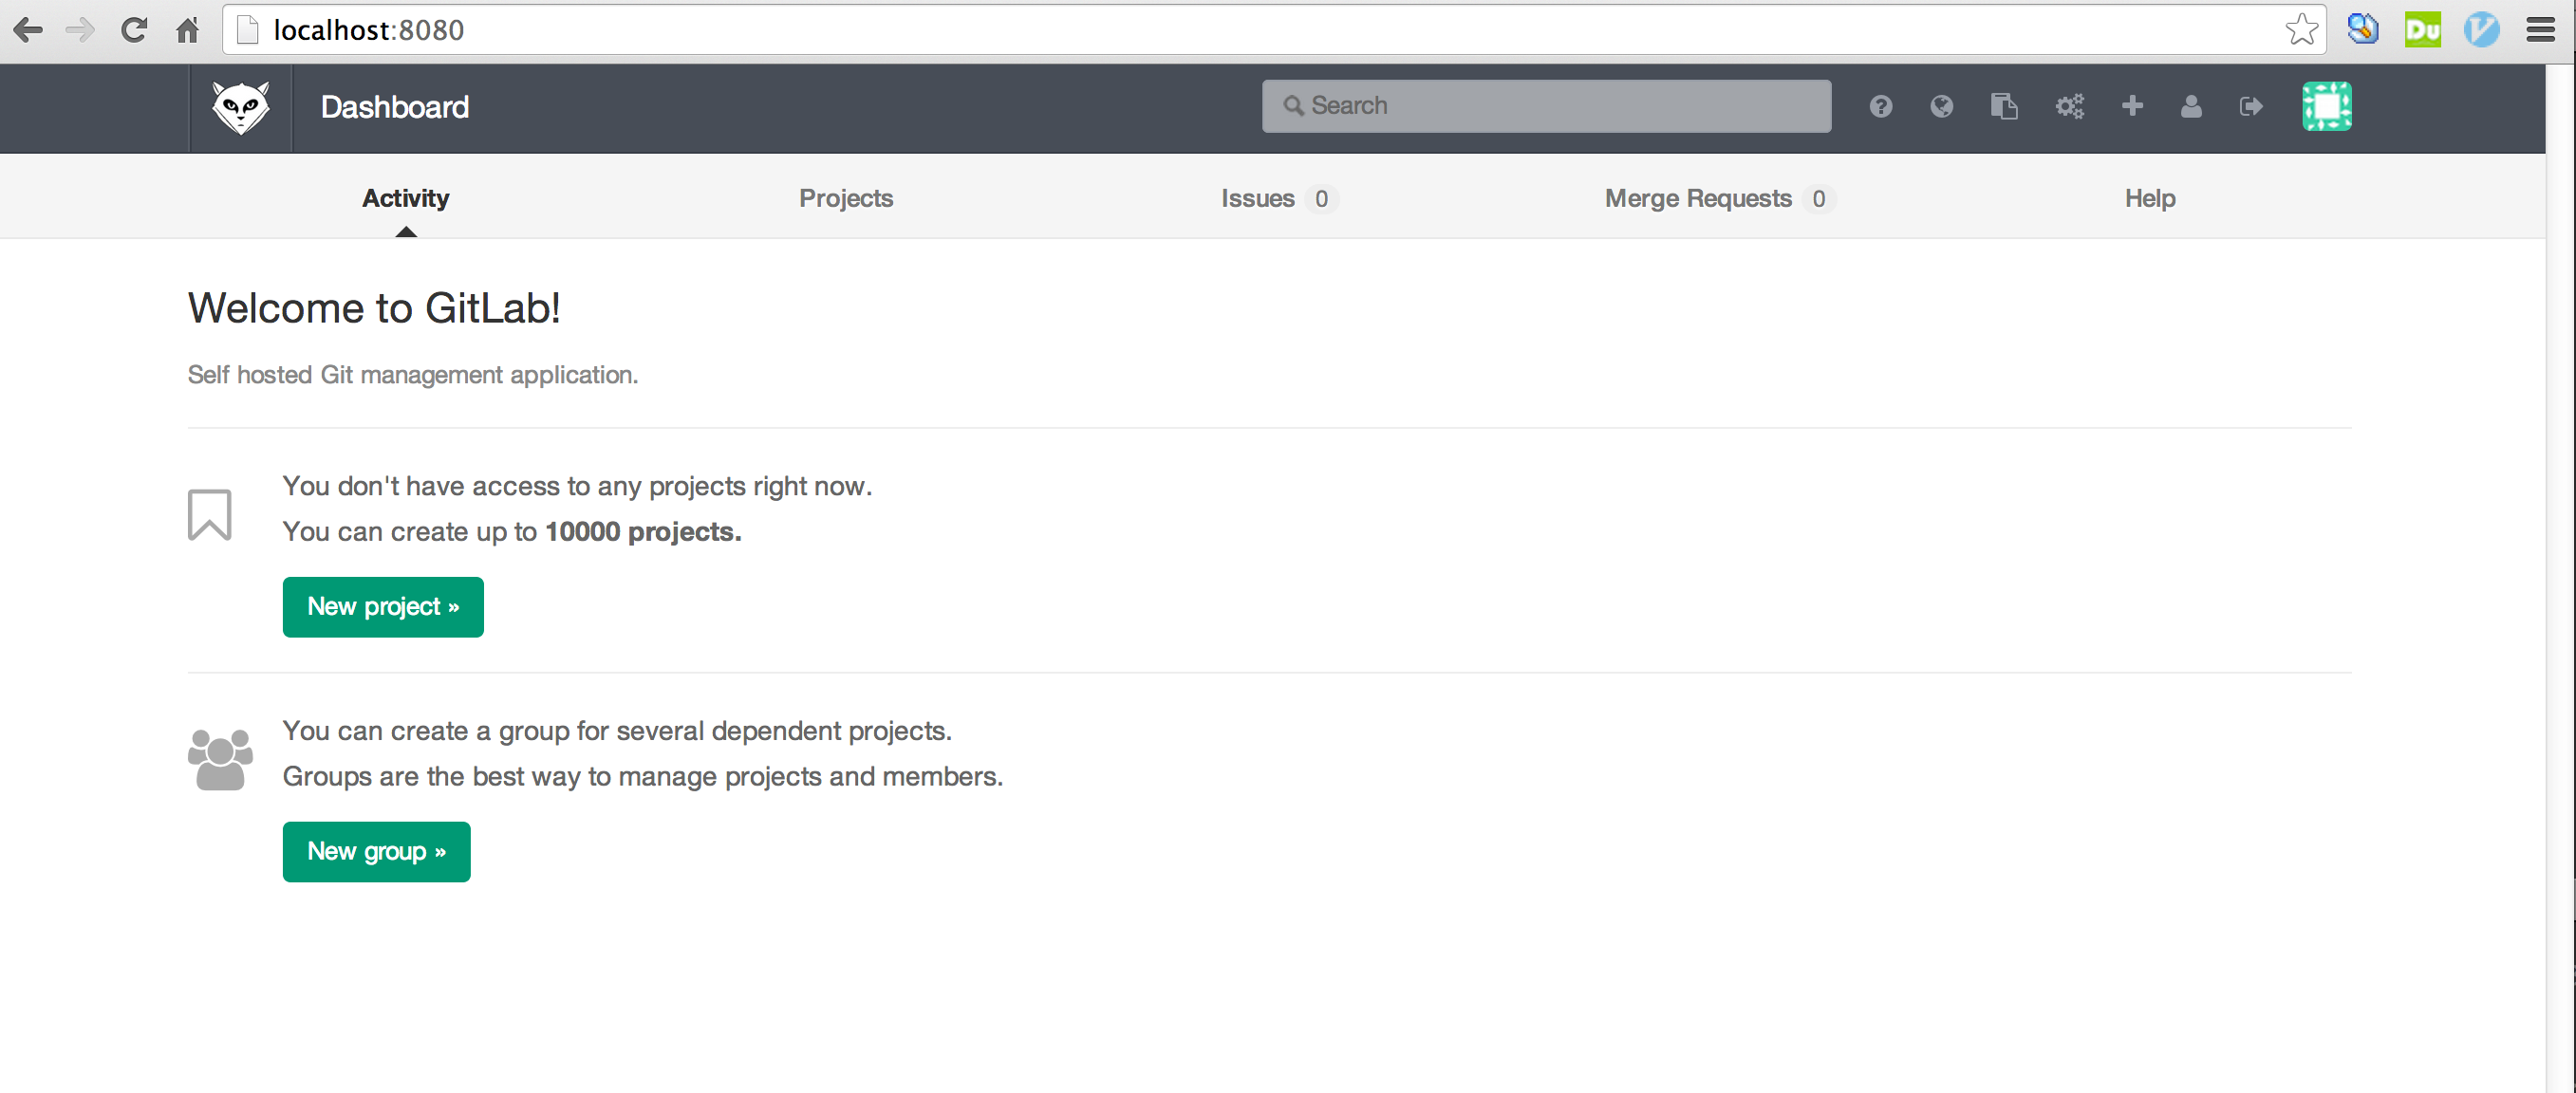 localhost:8080
Du
Dashboard
Search
Activity
Projects
Issues 0
Merge Requests 0
Help
Welcome to GitLab!
Self hosted Git management application.
You don't have access to any projects right now.
You can create up to 10000 projects.
New project »
You can create a group for several dependent projects.
Groups are the best way to manage projects and members.
New group »